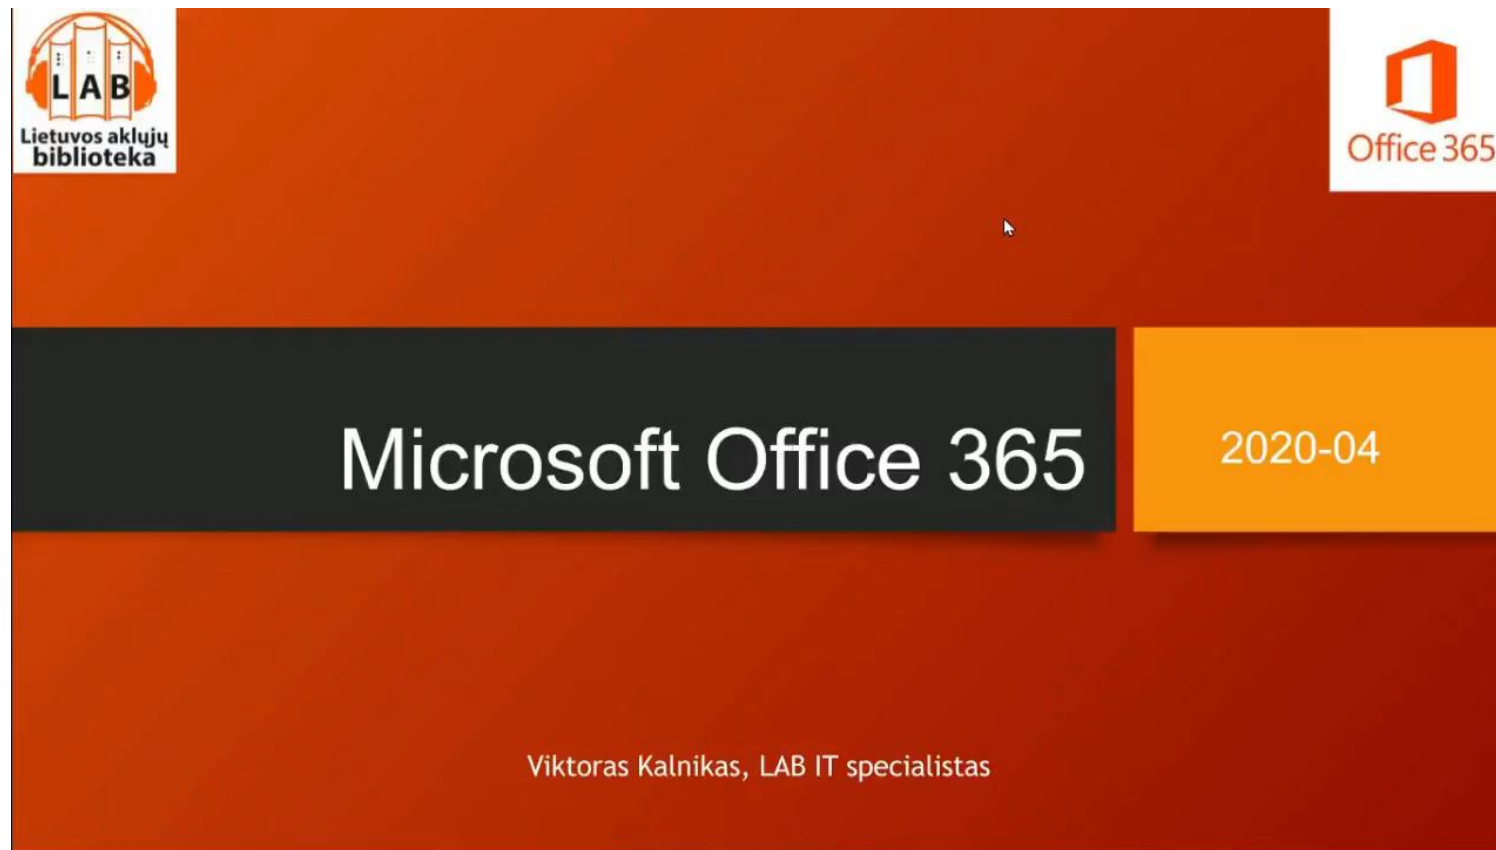 LAB
Lietuvos aklųjų
biblioteka
Office 365
Microsoft Office 365
2020-04
Viktoras Kalnikas, LAB IT specialistas